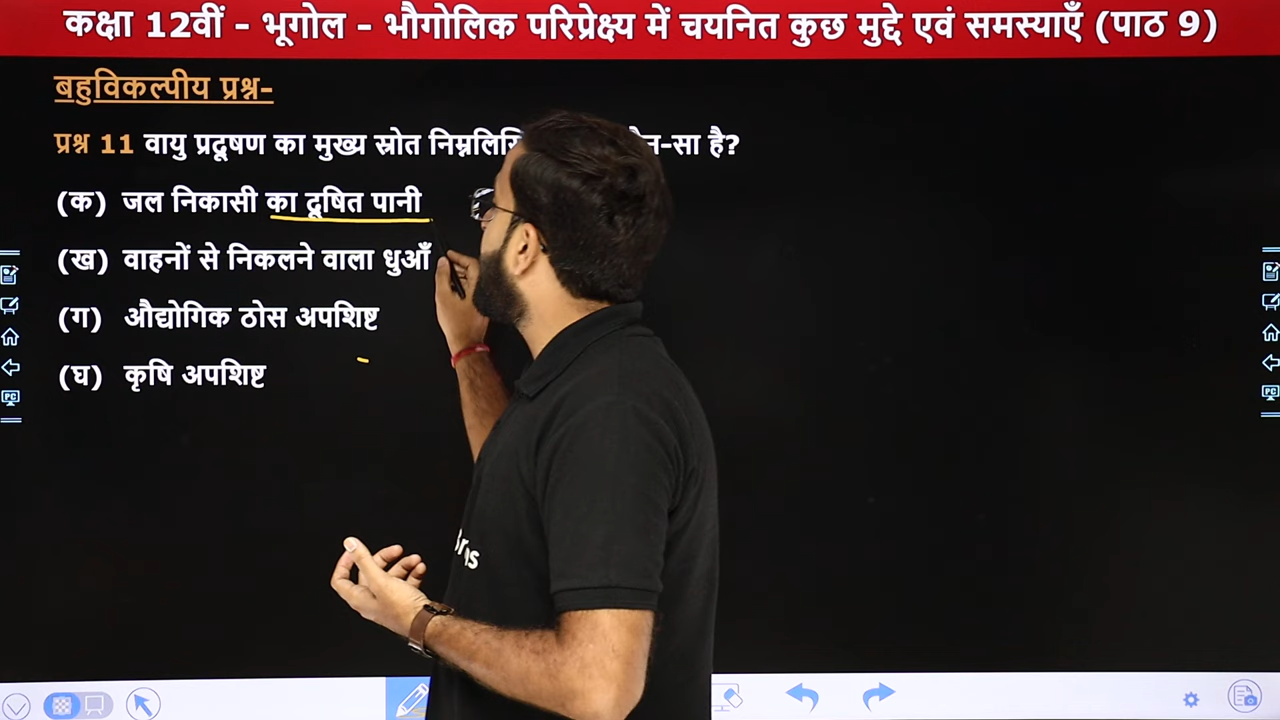 कक्षा 12वीं - भूगोल - भौगोलिक परिप्रेक्ष्य में चयनित कुछ मुद्दे एवं समस्याएँ (पाठ 9)
बहुविकल्पीय प्रश्न-
प्रश्न 11 वायु प्रदूषण का मुख्य स्रोत है?
(क) जल निकासी का दूषित पानी
(ख) वाहनों से निकलने वाला धुआँ
(ग) औद्योगिक ठोस अपशिष्ट
(घ) कृषि अपशिष्ट